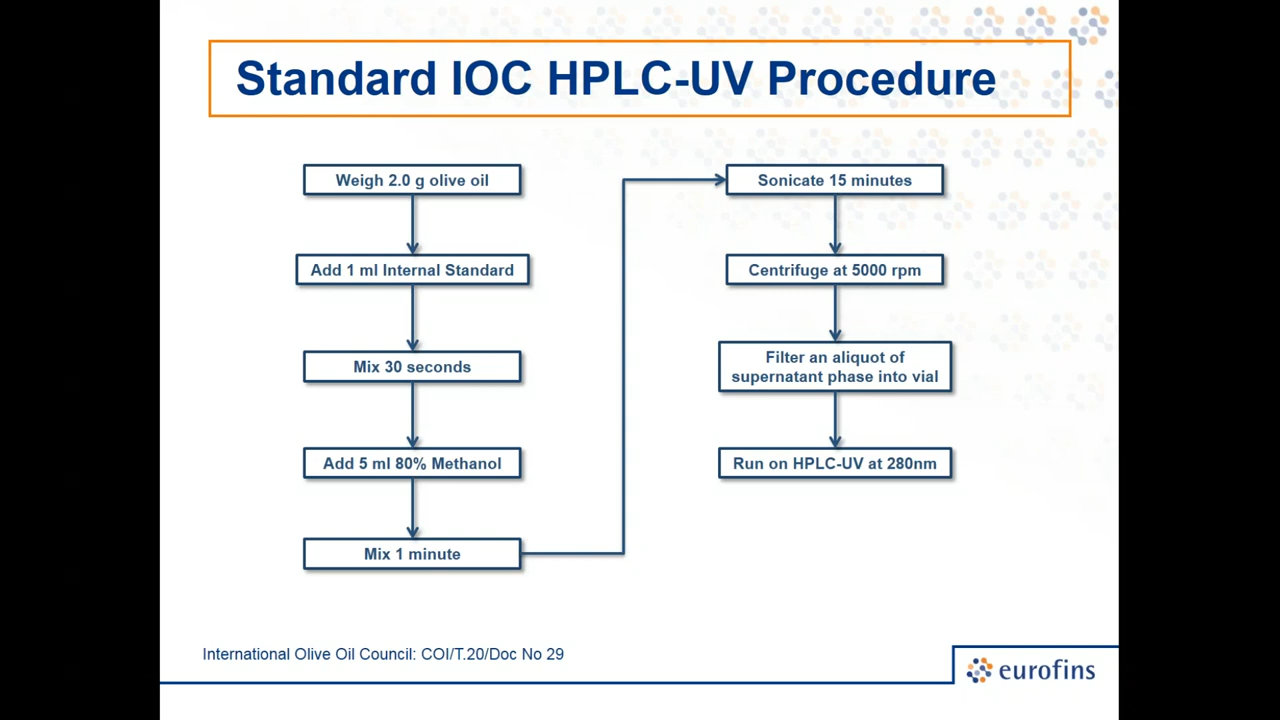 Standard IOC HPLC-UV Procedure
Weigh 2.0 g olive oil
Add 1 ml Internal Standard
Mix 30 seconds
Add 5 ml 80% Methanol
Mix 1 minute
Sonicate 15 minutes
Centrifuge at 5000 rpm
Filter an aliquot of
supernatant phase into vial
Run on HPLC-UV at 280nm
International Olive Oil Council: COI/T.20/Doc No 29
eurofins